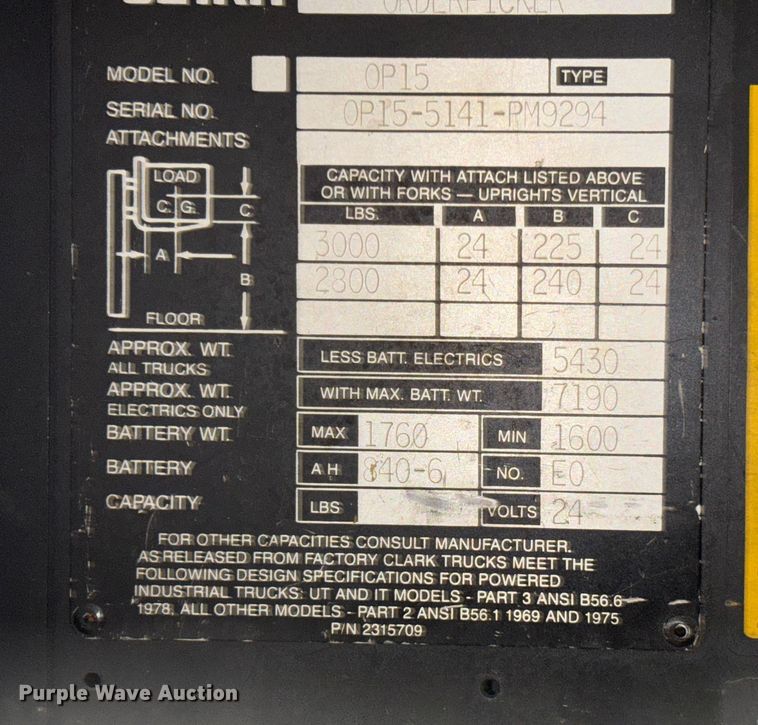 CLARK
ORDERPICKER
MODEL NO. OP15 TYPE
SERIAL NO. OP15-5141-PM9294
ATTACHMENTS
LOAD
C. G.
C
A
B
FLOOR
CAPACITY WITH ATTACH LISTED ABOVE
OR WITH FORKS — UPRIGHTS VERTICAL
LBS. A B C
3000 24 225 24
2800 24 240 24
APPROX. WT. LESS BATT. ELECTRICS 5430
ALL TRUCKS
APPROX. WT. WITH MAX. BATT. WT. 7190
ELECTRICS ONLY
BATTERY WT. MAX 1760 MIN 1600
BATTERY A H 840-6 NO. E0
CAPACITY LBS VOLTS 24
FOR OTHER CAPACITIES CONSULT MANUFACTURER.
AS RELEASED FROM FACTORY CLARK TRUCKS MEET THE
FOLLOWING DESIGN SPECIFICATIONS FOR POWERED
INDUSTRIAL TRUCKS: UT AND IT MODELS - PART 3 ANSI B56.6-
1978. ALL OTHER MODELS - PART 2 ANSI B56.1 1969 AND 1975
P/N 2315709
Purple Wave Auction